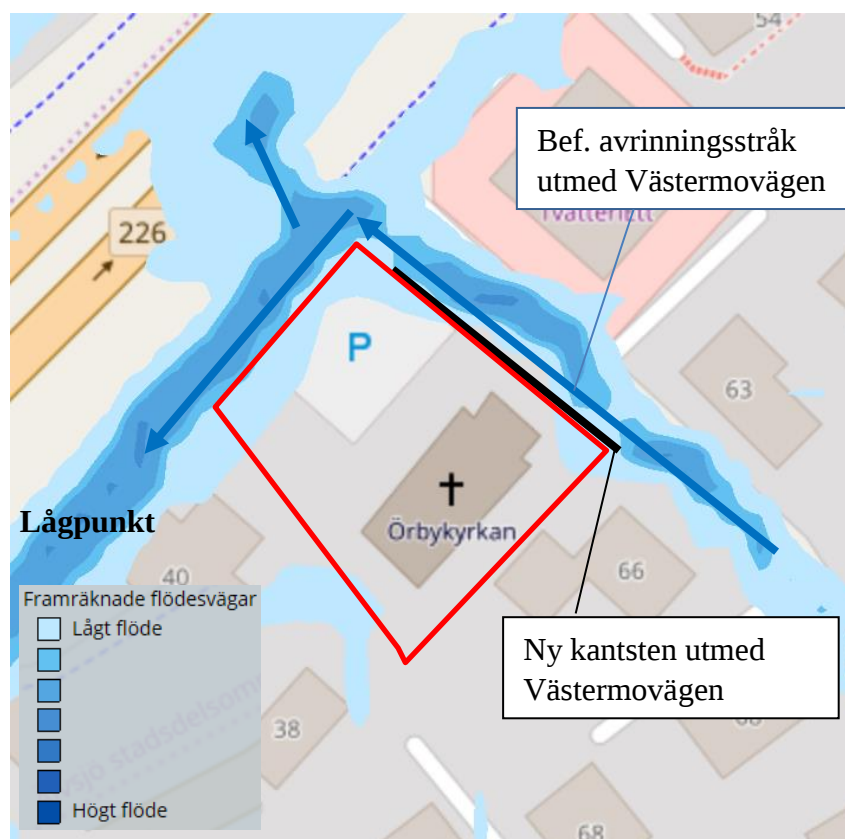 54
Bef. avrinningsstråk
utmed Västermovägen
226
P
63
Örbykyrkan
Lågpunkt
40
66
Framräknade flödesvägar
Lågt flöde
Högt flöde
Ny kantsten utmed
Västermovägen
38
68